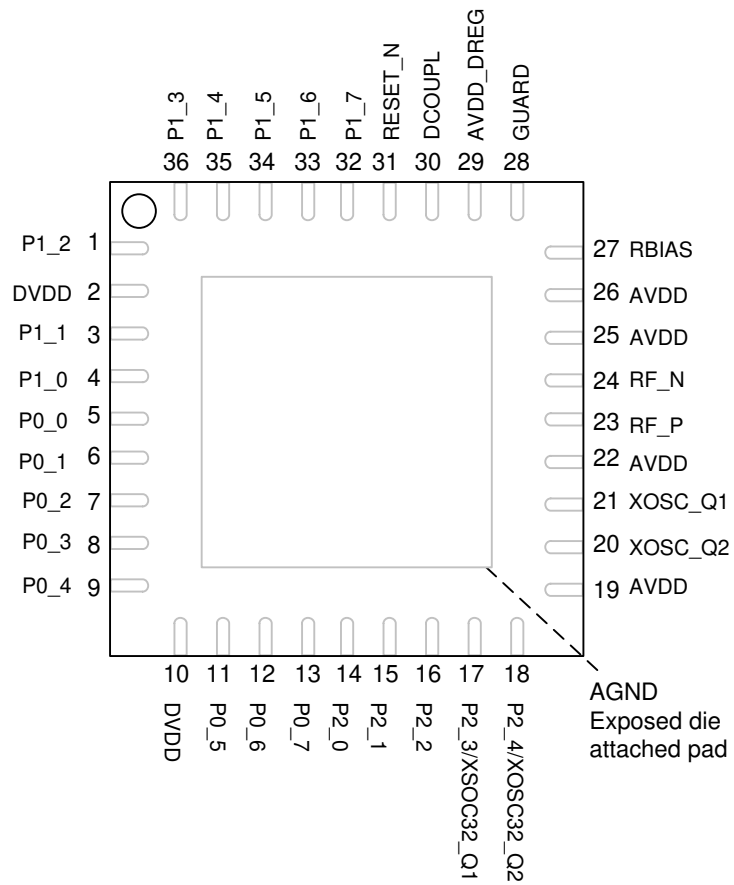 P1_3
P1_4
P1_5
P1_6
P1_7
RESET_N
DCOUPL
AVDD_DREG
GUARD
36 35 34 33 32 31 30 29 28
P1_2 1
DVDD 2
P1_1 3
P1_0 4
P0_0 5
P0_1 6
P0_2 7
P0_3 8
P0_4 9
27 RBIAS
26 AVDD
25 AVDD
24 RF_N
23 RF_P
22 AVDD
21 XOSC_Q1
20 XOSC_Q2
19 AVDD
10 11 12 13 14 15 16 17 18
DVDD
P0_5
P0_6
P0_7
P2_0
P2_1
P2_2
P2_3/XSOC32_Q1
P2_4/XOSC32_Q2
AGND
Exposed die
attached pad